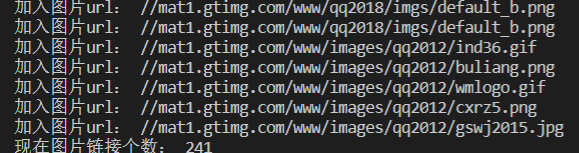 加入图片url： //mat1.gtimg.com/www/qq2018/imgs/default_b.png
加入图片url： //mat1.gtimg.com/www/qq2018/imgs/default_b.png
加入图片url： //mat1.gtimg.com/www/images/qq2012/ind36.gif
加入图片url： //mat1.gtimg.com/www/images/qq2012/buliang.png
加入图片url： //mat1.gtimg.com/www/images/qq2012/wmlogo.gif
加入图片url： //mat1.gtimg.com/www/images/qq2012/cxrz5.png
加入图片url： //mat1.gtimg.com/www/images/qq2012/gswj2015.jpg
现在图片链接个数： 241